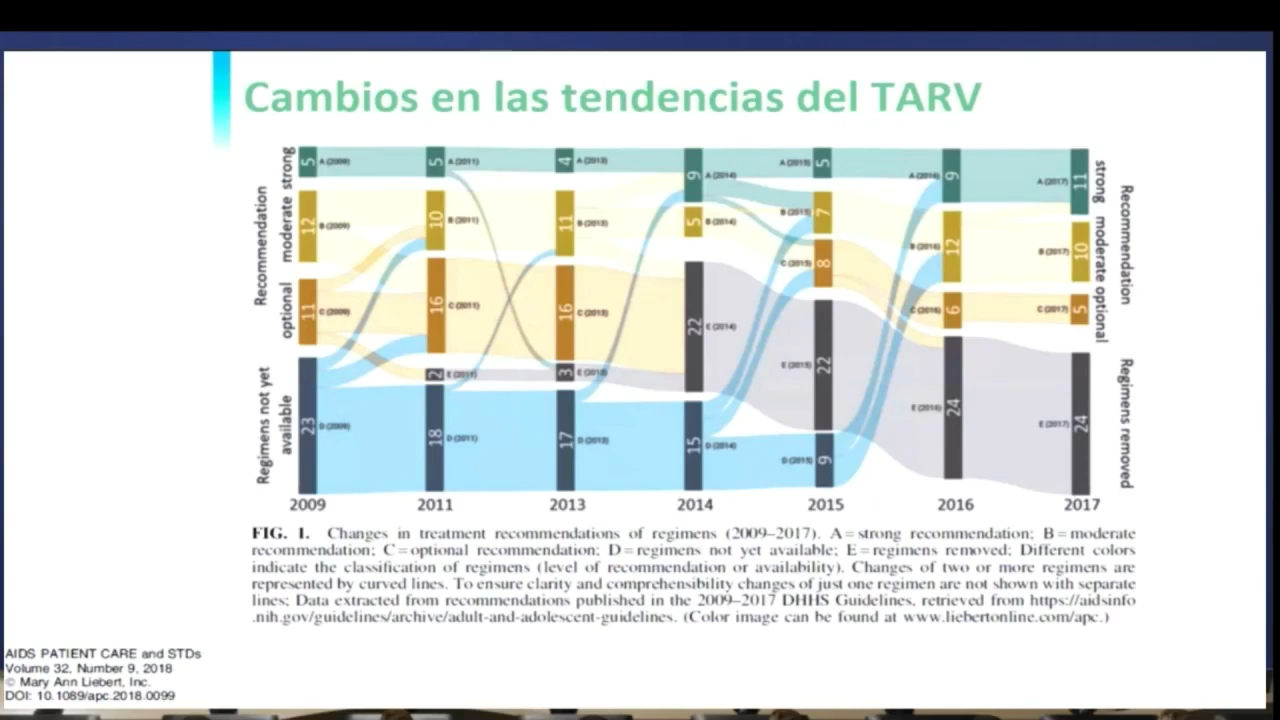 Cambios en las tendencias del TARV
Recommendation
strong
moderate
optional
Regimens not yet
available
5 A (2009)
12 B (2009)
11 C (2009)
23 D (2009)
5 A (2011)
10 B (2011)
16 C (2011)
2 E (2011)
18 D (2011)
4 A (2013)
11 B (2013)
16 C (2013)
3 E (2013)
17 D (2013)
9 A (2014)
5 B (2014)
22 E (2014)
15 D (2014)
A (2015) 5
B (2015) 7
C (2015) 8
E (2015) 22
D (2015) 9
A (2016) 9
B (2016) 12
C (2016) 6
E (2016) 24
A (2017) 11
B (2017) 10
C (2017) 5
E (2017) 24
strong
moderate
optional
Recommendation
Regimens removed
2009 2011 2013 2014 2015 2016 2017
FIG. 1. Changes in treatment recommendations of regimens (2009–2017). A = strong recommendation; B = moderate
recommendation; C = optional recommendation; D = regimens not yet available; E = regimens removed; Different colors
indicate the classification of regimens (level of recommendation or availability). Changes of two or more regimens are
represented by curved lines. To ensure clarity and comprehensibility changes of just one regimen are not shown with separate
lines; Data extracted from recommendations published in the 2009–2017 DHHS Guidelines, retrieved from https://aidsinfo
.nih.gov/guidelines/archive/adult-and-adolescent-guidelines. (Color image can be found at www.liebertonline.com/apc.)
AIDS PATIENT CARE and STDs
Volume 32, Number 9, 2018
© Mary Ann Liebert, Inc.
DOI: 10.1089/apc.2018.0099